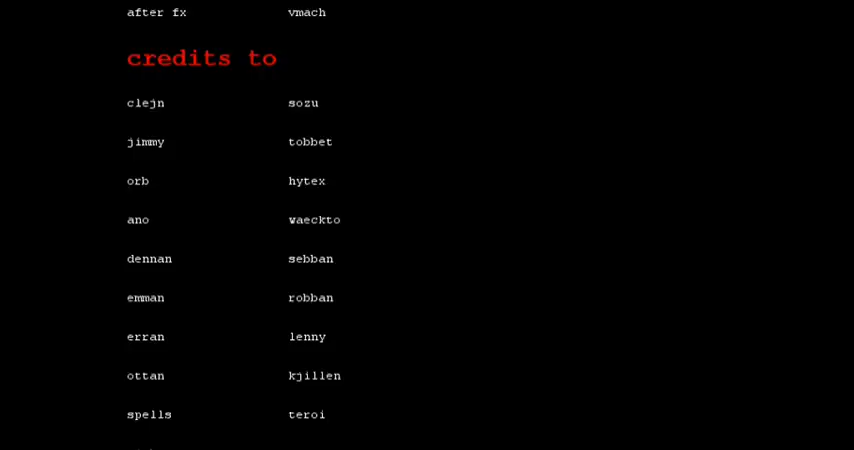 after fx vmach
credits to
clejn sozu
jimmy tobbet
orb hytex
ano waeckto
dennan sebban
emman robban
erran lenny
ottan kjillen
spells teroi